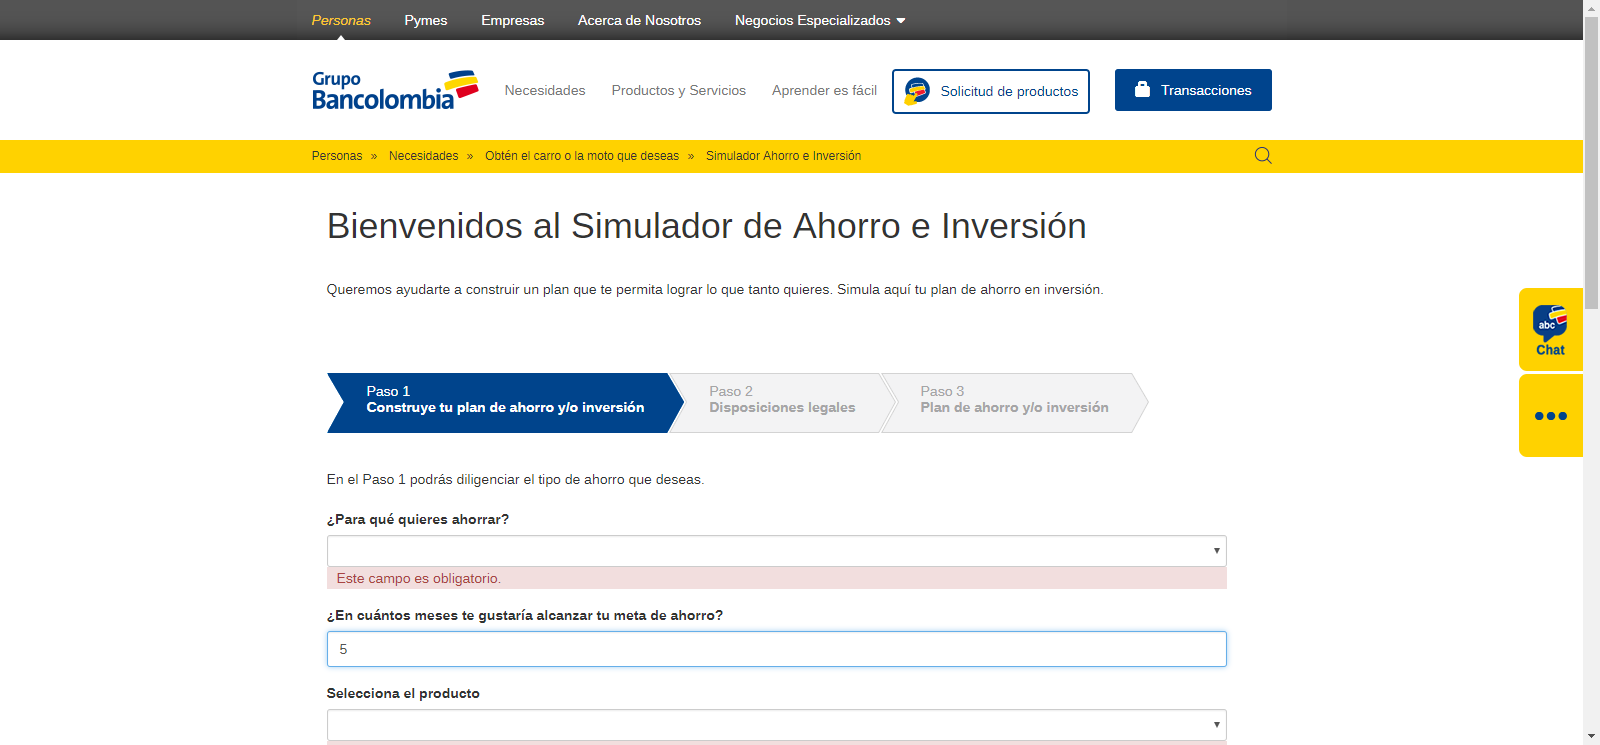 Personas Pymes Empresas Acerca de Nosotros Negocios Especializados
Grupo
Bancolombia
Necesidades Productos y Servicios Aprender es fácil Solicitud de productos Transacciones
Personas » Necesidades » Obtén el carro o la moto que deseas » Simulador Ahorro e Inversión
Bienvenidos al Simulador de Ahorro e Inversión
Queremos ayudarte a construir un plan que te permita lograr lo que tanto quieres. Simula aquí tu plan de ahorro en inversión.
abc
Chat
Paso 1
Construye tu plan de ahorro y/o inversión
Paso 2
Disposiciones legales
Paso 3
Plan de ahorro y/o inversión
En el Paso 1 podrás diligenciar el tipo de ahorro que deseas.
¿Para qué quieres ahorrar?
Este campo es obligatorio.
¿En cuántos meses te gustaría alcanzar tu meta de ahorro?
5
Selecciona el producto